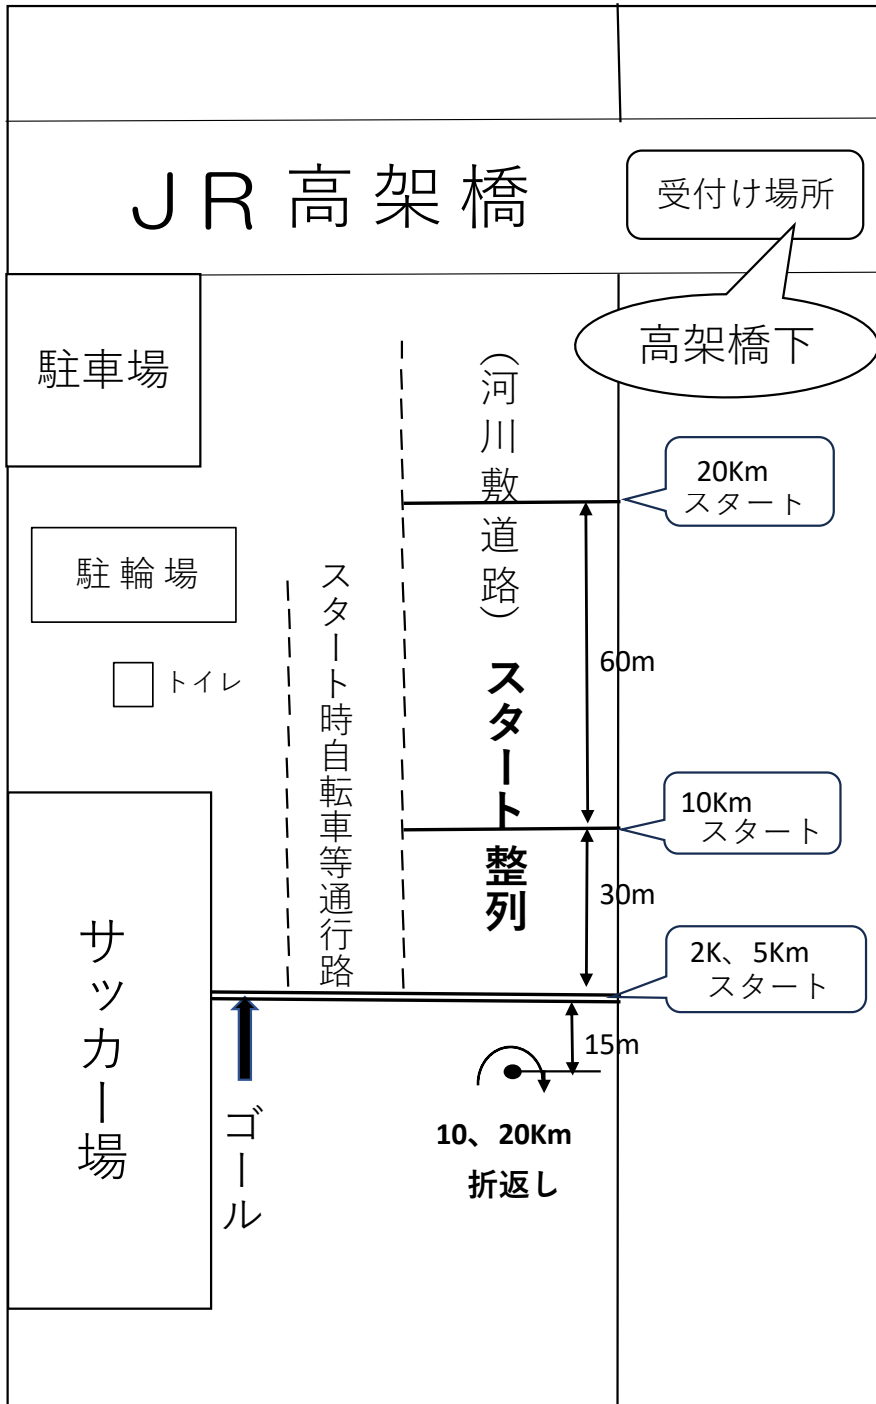 ＪＲ高架橋
受付け場所
高架橋下
駐車場
（河川敷道路）
20Km
スタート
駐輪場
トイレ
スタート時自転車等通行路
60m
スタート整列
10Km
スタート
30m
サッカー場
2K、5Km
スタート
15m
ゴール
10、20Km
折返し